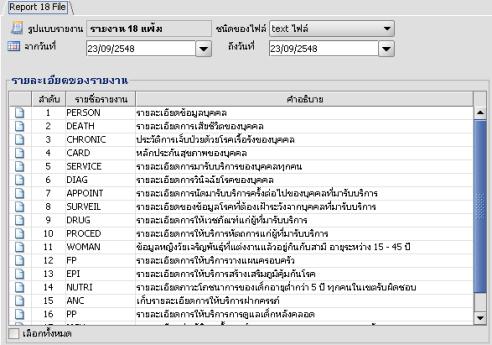 Report 18 File
รูปแบบรายงาน รายงาน 18 แฟ้ม ชนิดของไฟล์ text ไฟล์
จากวันที่ 23/09/2548 ถึงวันที่ 23/09/2548
รายละเอียดของรายงาน
ลำดับ รายชื่อรายงาน คำอธิบาย
1 PERSON รายละเอียดข้อมูลบุคคล
2 DEATH รายละเอียดการเสียชีวิตของบุคคล
3 CHRONIC ประวัติการเจ็บป่วยด้วยโรคเรื้อรังของบุคคล
4 CARD หลักประกันสุขภาพของบุคคล
5 SERVICE รายละเอียดการมารับบริการของบุคคลทุกคน
6 DIAG รายละเอียดการวินิจฉัยโรคของบุคคล
7 APPOINT รายละเอียดการนัดมารับบริการครั้งต่อไปของบุคคลที่มารับบริการ
8 SURVEIL รายละเอียดของข้อมูลโรคที่ต้องเฝ้าระวังจากบุคคลที่มารับบริการ
9 DRUG รายละเอียดการให้เวชภัณฑ์แก่ผู้ที่มารับบริการ
10 PROCED รายละเอียดการให้บริการหัตถการแก่ผู้ที่มารับบริการ
11 WOMAN ข้อมูลหญิงวัยเจริญพันธุ์ที่แต่งงานแล้วอยู่กินกับสามี อายุระหว่าง 15 - 45 ปี
12 FP รายละเอียดการให้บริการวางแผนครอบครัว
13 EPI รายละเอียดการให้บริการสร้างเสริมภูมิคุ้มกันโรค
14 NUTRI รายละเอียดภาวะโภชนาการของเด็กอายุต่ำกว่า 5 ปี ทุกคนในเขตรับผิดชอบ
15 ANC เก็บรายละเอียดการให้บริการฝากครรภ์
16 PP รายละเอียดการให้บริการการดูแลเด็กหลังคลอด
เลือกทั้งหมด